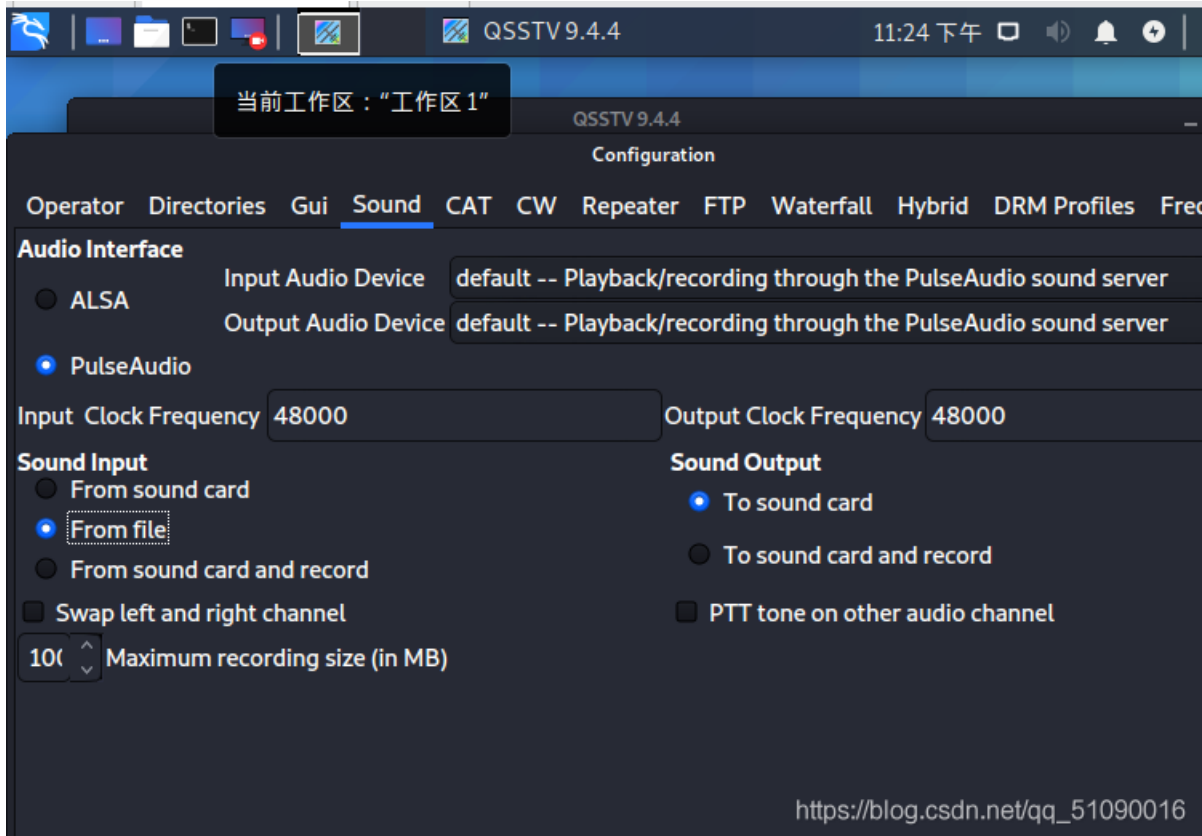 QSSTV 9.4.4 11:24 下午
当前工作区：“工作区 1”
QSSTV 9.4.4
Configuration
Operator Directories Gui Sound CAT CW Repeater FTP Waterfall Hybrid DRM Profiles
Audio Interface
Input Audio Device default -- Playback/recording through the PulseAudio sound server
ALSA
Output Audio Device default -- Playback/recording through the PulseAudio sound server
PulseAudio
Input Clock Frequency 48000 Output Clock Frequency 48000
Sound Input Sound Output
From sound card
To sound card
From file
To sound card and record
From sound card and record
Swap left and right channel PTT tone on other audio channel
Maximum recording size (in MB)
https://blog.csdn.net/qq_51090016